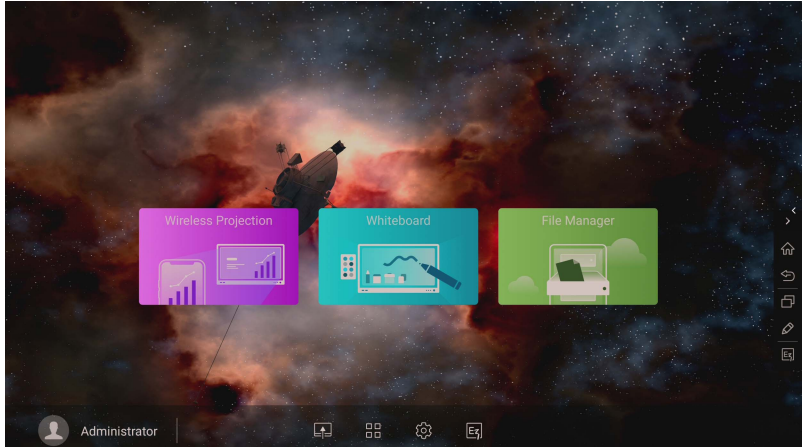 Wireless Projection
Whiteboard
File Manager
Administrator